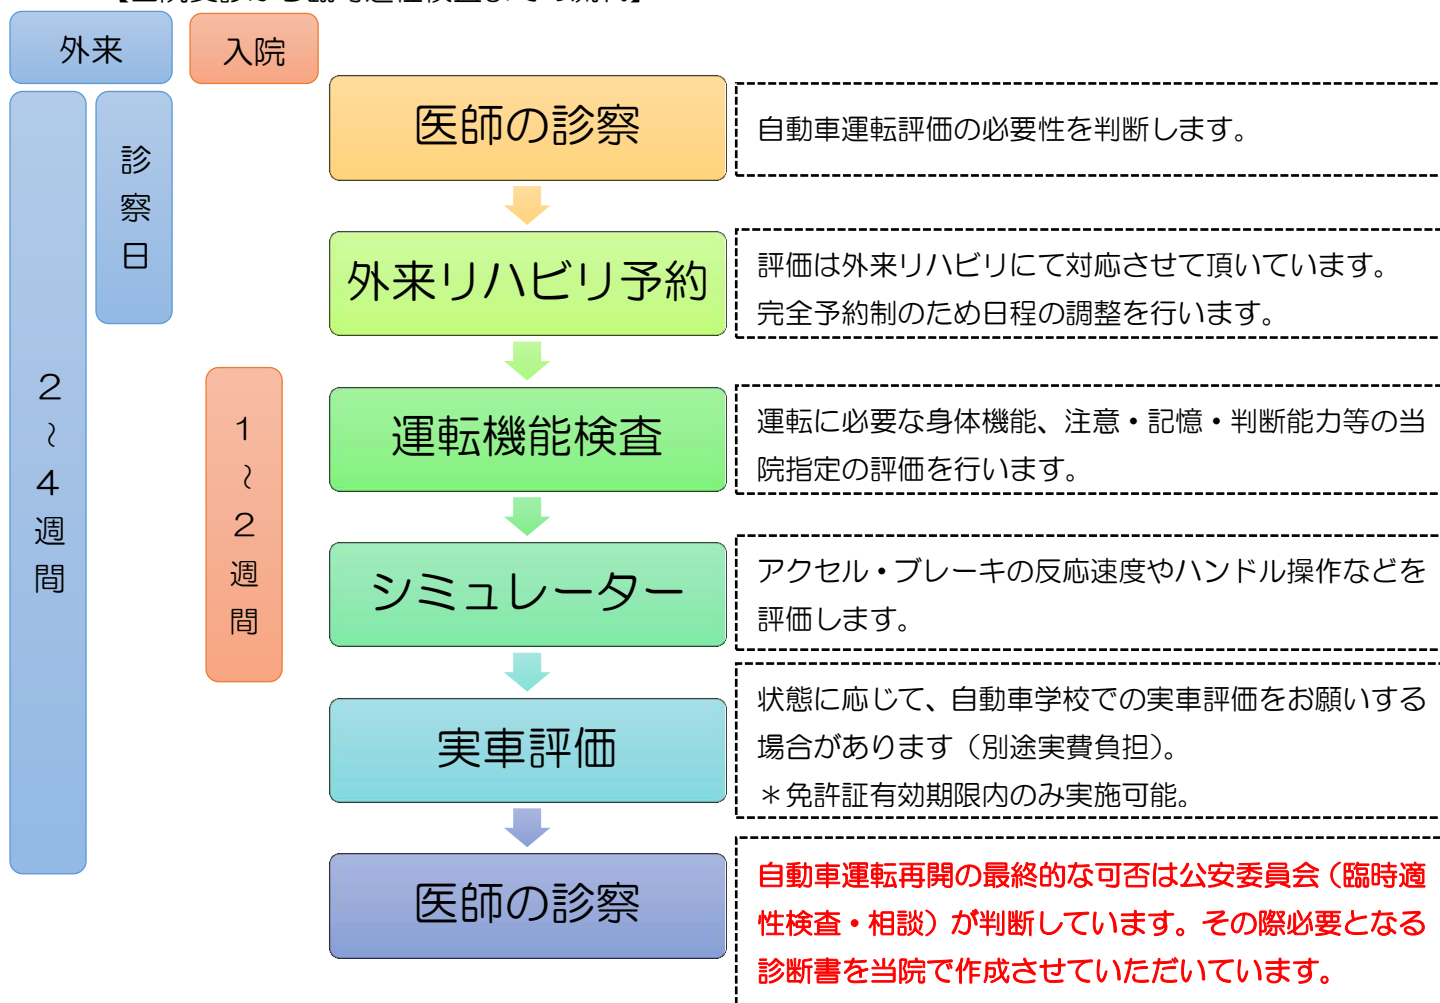 外来
入院
診察日
2～4週間
1～2週間
医師の診察
自動車運転評価の必要性を判断します。
外来リハビリ予約
評価は外来リハビリにて対応させて頂いています。
完全予約制のため日程の調整を行います。
運転機能検査
運転に必要な身体機能、注意・記憶・判断能力等の当
院指定の評価を行います。
シミュレーター
アクセル・ブレーキの反応速度やハンドル操作などを
評価します。
実車評価
状態に応じて、自動車学校での実車評価をお願いする
場合があります（別途実費負担）。
＊免許証有効期限内のみ実施可能。
医師の診察
自動車運転再開の最終的な可否は公安委員会（臨時適
性検査・相談）が判断しています。その際必要となる
診断書を当院で作成させていただいています。